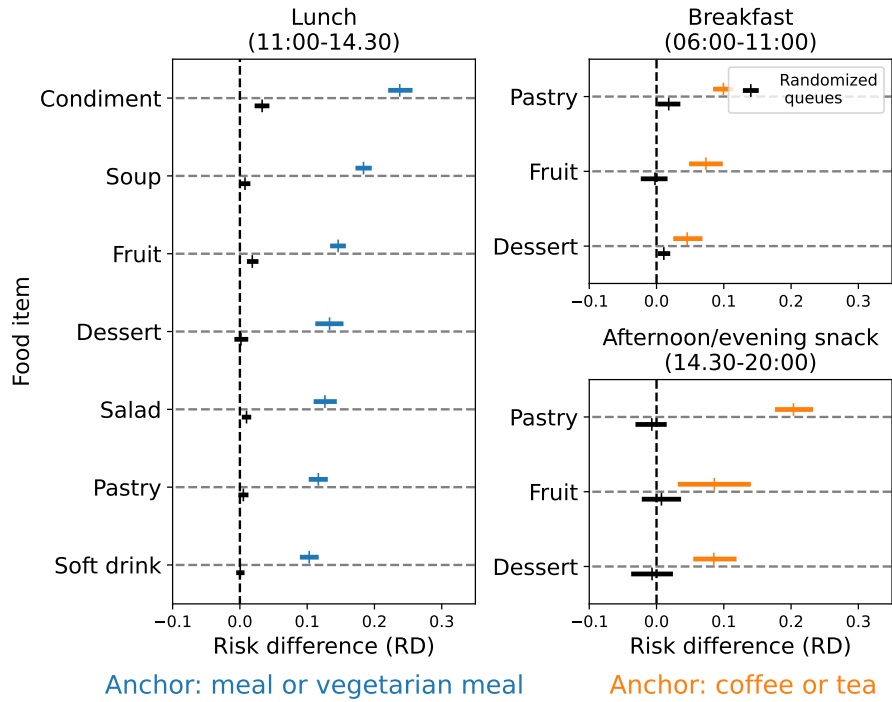 Lunch
(11:00-14.30)
Food item
Condiment
Soup
Fruit
Dessert
Salad
Pastry
Soft drink
−0.1 0.0 0.1 0.2 0.3
Risk difference (RD)
Anchor: meal or vegetarian meal
Breakfast
(06:00-11:00)
Randomized
queues
Pastry
Fruit
Dessert
−0.1 0.0 0.1 0.2 0.3
Afternoon/evening snack
(14.30-20:00)
Pastry
Fruit
Dessert
−0.1 0.0 0.1 0.2 0.3
Risk difference (RD)
Anchor: coffee or tea